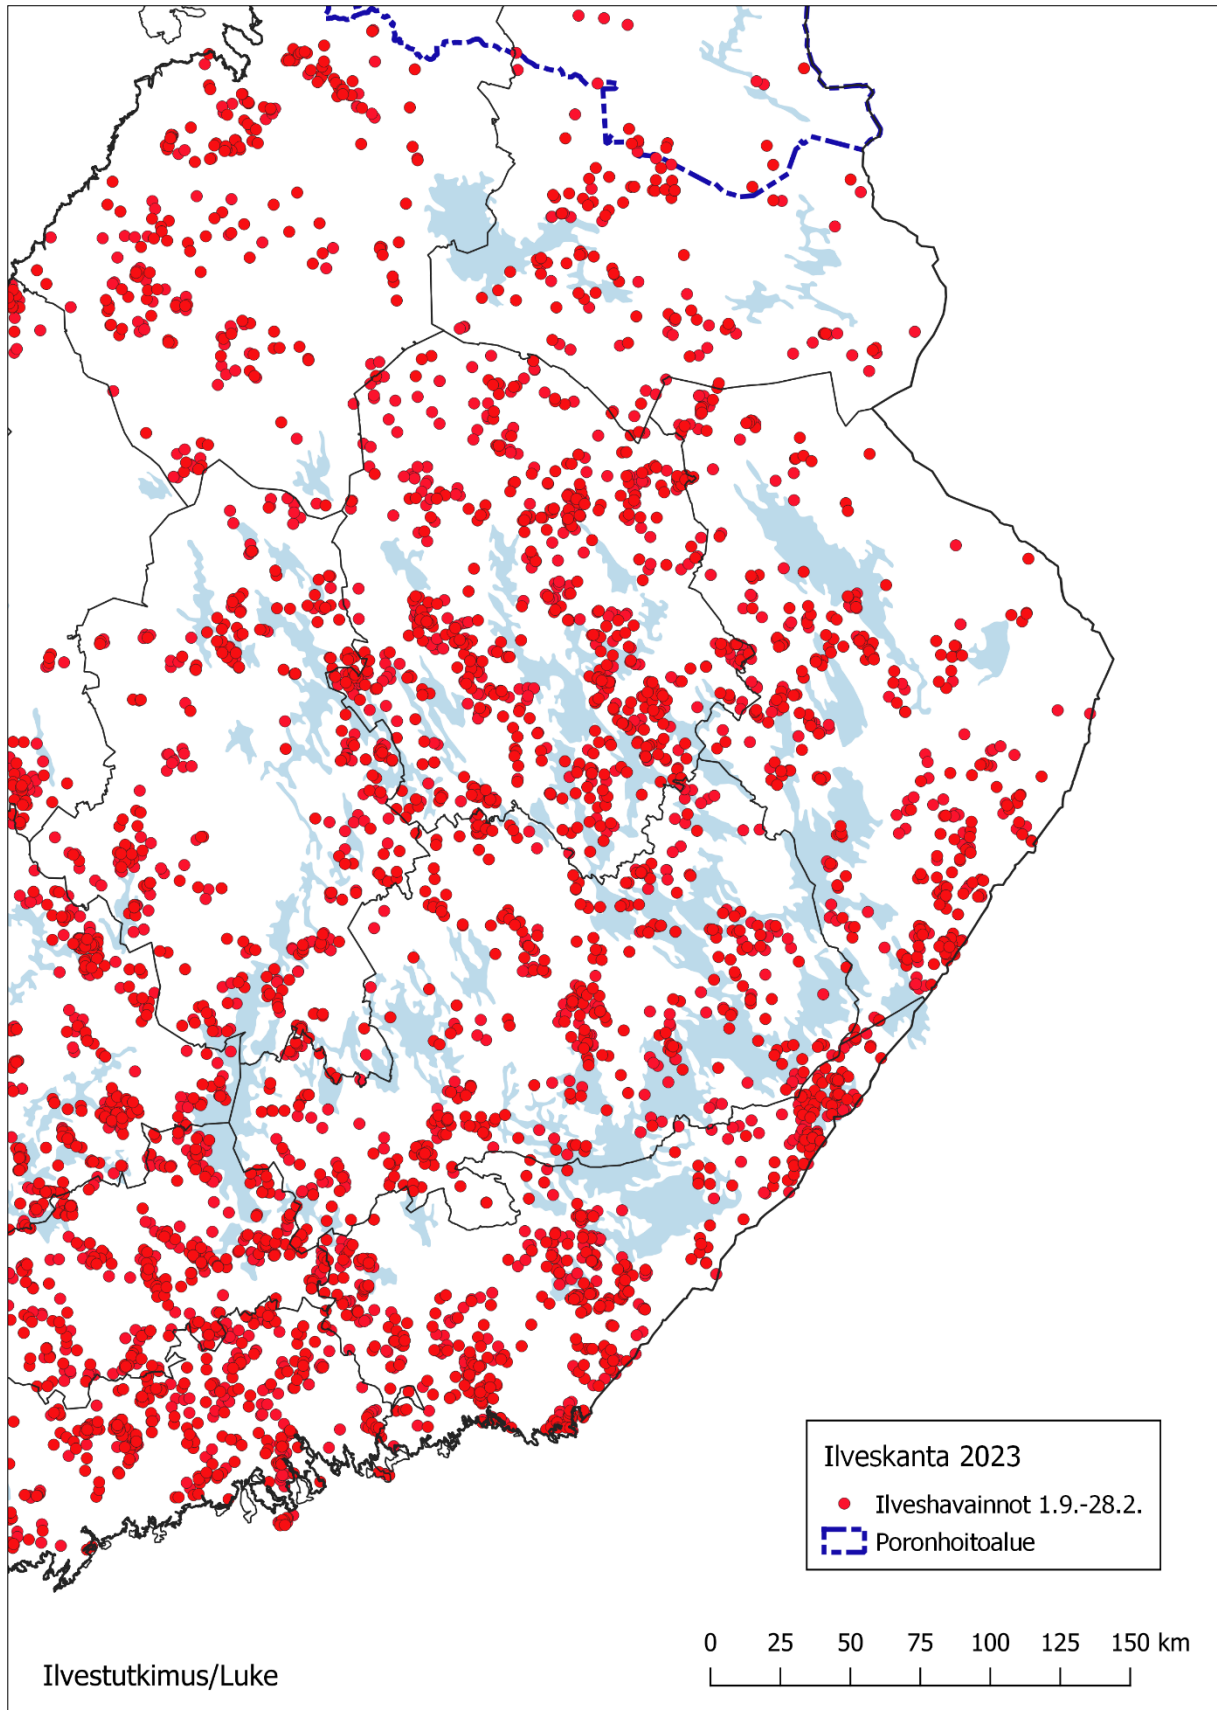 Ilveskanta 2023
Ilveshavainnot 1.9.-28.2.
Poronhoitoalue
0 25 50 75 100 125 150 km
Ilvestutkimus/Luke